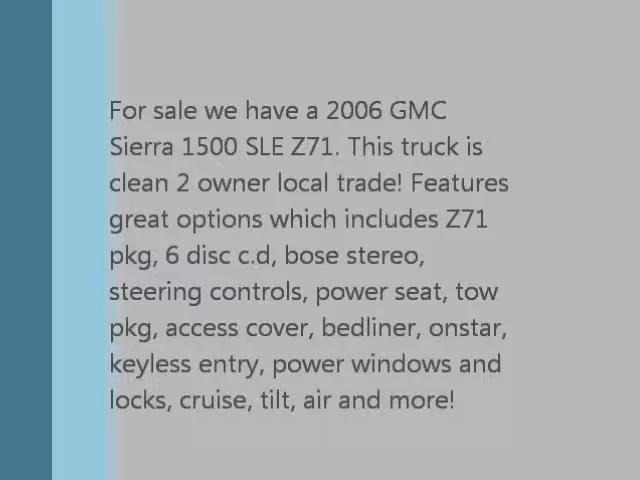 For sale we have a 2006 GMC
Sierra 1500 SLE Z71. This truck is
clean 2 owner local trade! Features
great options which includes Z71
pkg, 6 disc c.d, bose stereo,
steering controls, power seat, tow
pkg, access cover, bedliner, onstar,
keyless entry, power windows and
locks, cruise, tilt, air and more!